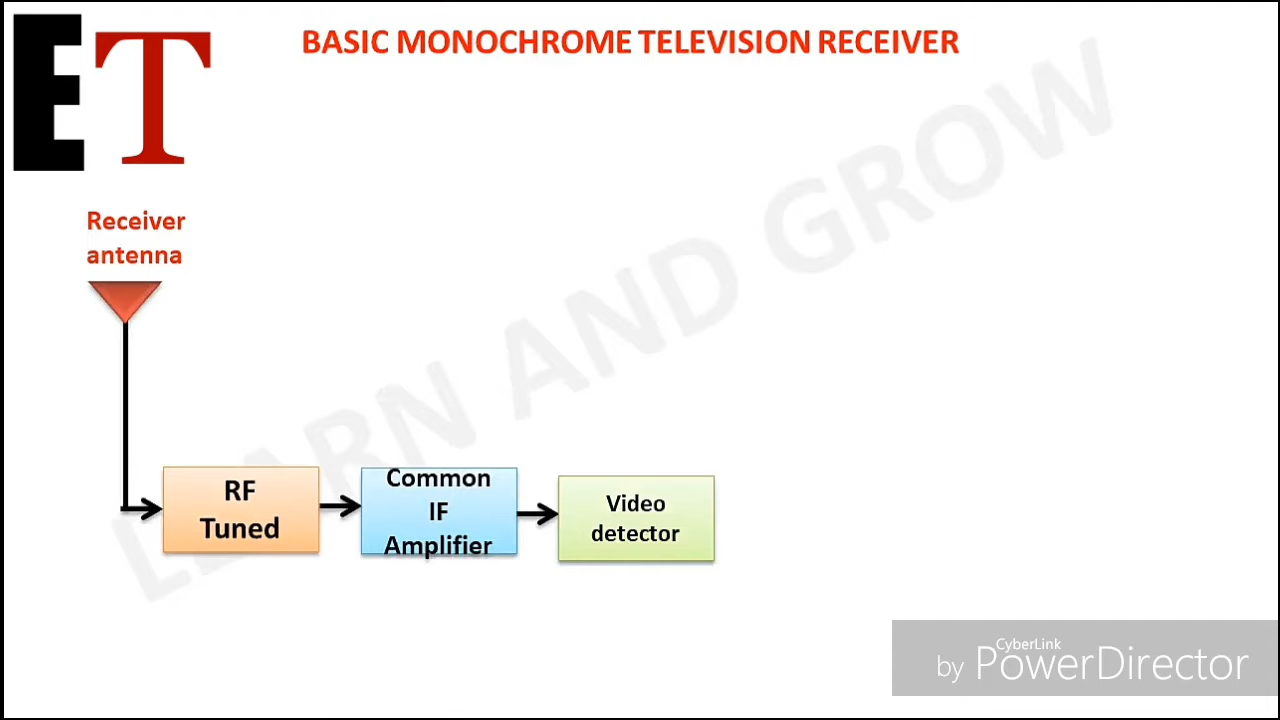 ET
BASIC MONOCHROME TELEVISION RECEIVER
LEARN AND GROW
Receiver
antenna
RF
Tuned
Common
IF
Amplifier
Video
detector
CyberLink
by PowerDirector